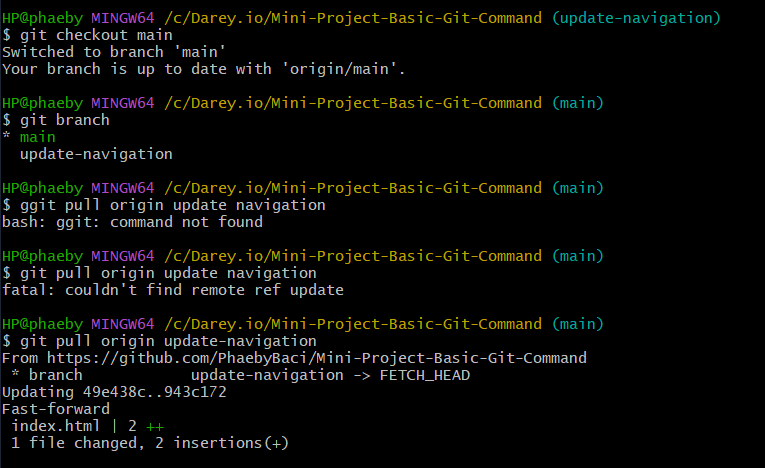 HP@phaeby MINGW64 /c/Darey.io/Mini-Project-Basic-Git-Command (update-navigation)
$ git checkout main
Switched to branch 'main'
Your branch is up to date with 'origin/main'.
HP@phaeby MINGW64 /c/Darey.io/Mini-Project-Basic-Git-Command (main)
$ git branch
* main
  update-navigation
HP@phaeby MINGW64 /c/Darey.io/Mini-Project-Basic-Git-Command (main)
$ ggit pull origin update navigation
bash: ggit: command not found
HP@phaeby MINGW64 /c/Darey.io/Mini-Project-Basic-Git-Command (main)
$ git pull origin update navigation
fatal: couldn't find remote ref update
HP@phaeby MINGW64 /c/Darey.io/Mini-Project-Basic-Git-Command (main)
$ git pull origin update-navigation
From https://github.com/PhaebyBaci/Mini-Project-Basic-Git-Command
 * branch            update-navigation -> FETCH_HEAD
Updating 49e438c..943c172
Fast-forward
 index.html | 2 ++
 1 file changed, 2 insertions(+)